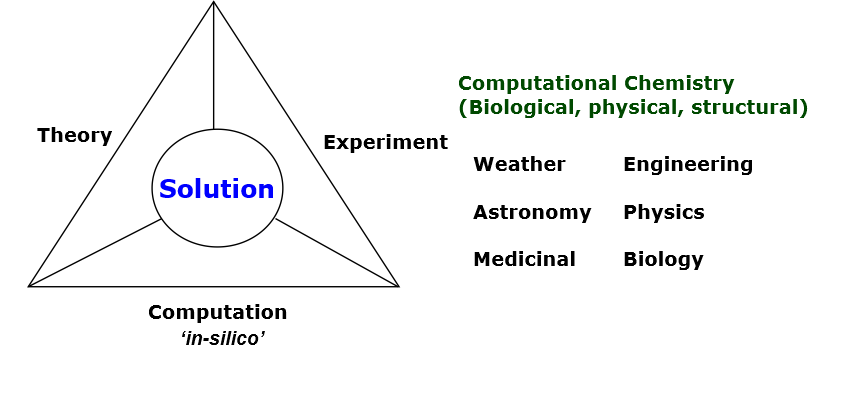 Theory
Experiment
Solution
Computation
‘in-silico’
Computational Chemistry
(Biological, physical, structural)
Weather Engineering
Astronomy Physics
Medicinal Biology